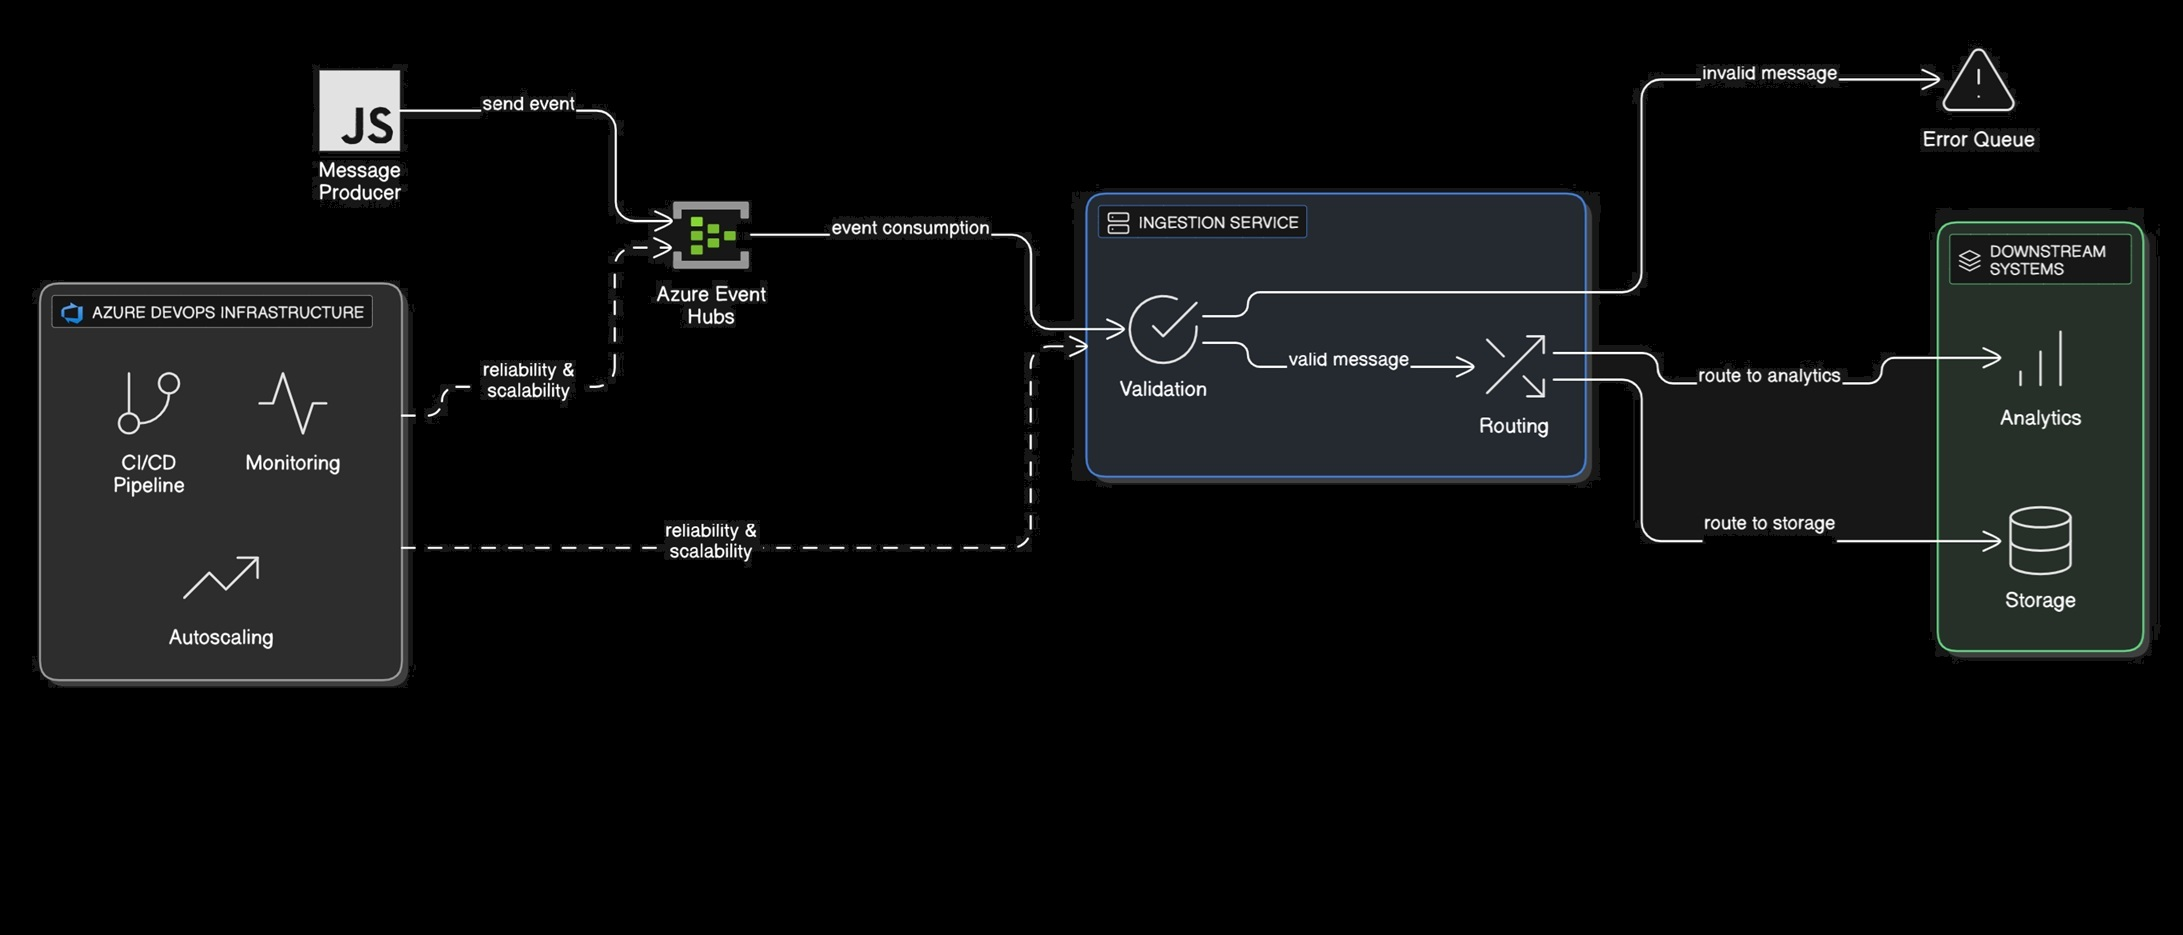 JS
Message
Producer
send event
Azure Event
Hubs
event consumption
AZURE DEVOPS INFRASTRUCTURE
CI/CD
Pipeline
Monitoring
Autoscaling
reliability &
scalability
reliability &
scalability
INGESTION SERVICE
Validation
valid message
Routing
invalid message
Error Queue
route to analytics
route to storage
DOWNSTREAM
SYSTEMS
Analytics
Storage